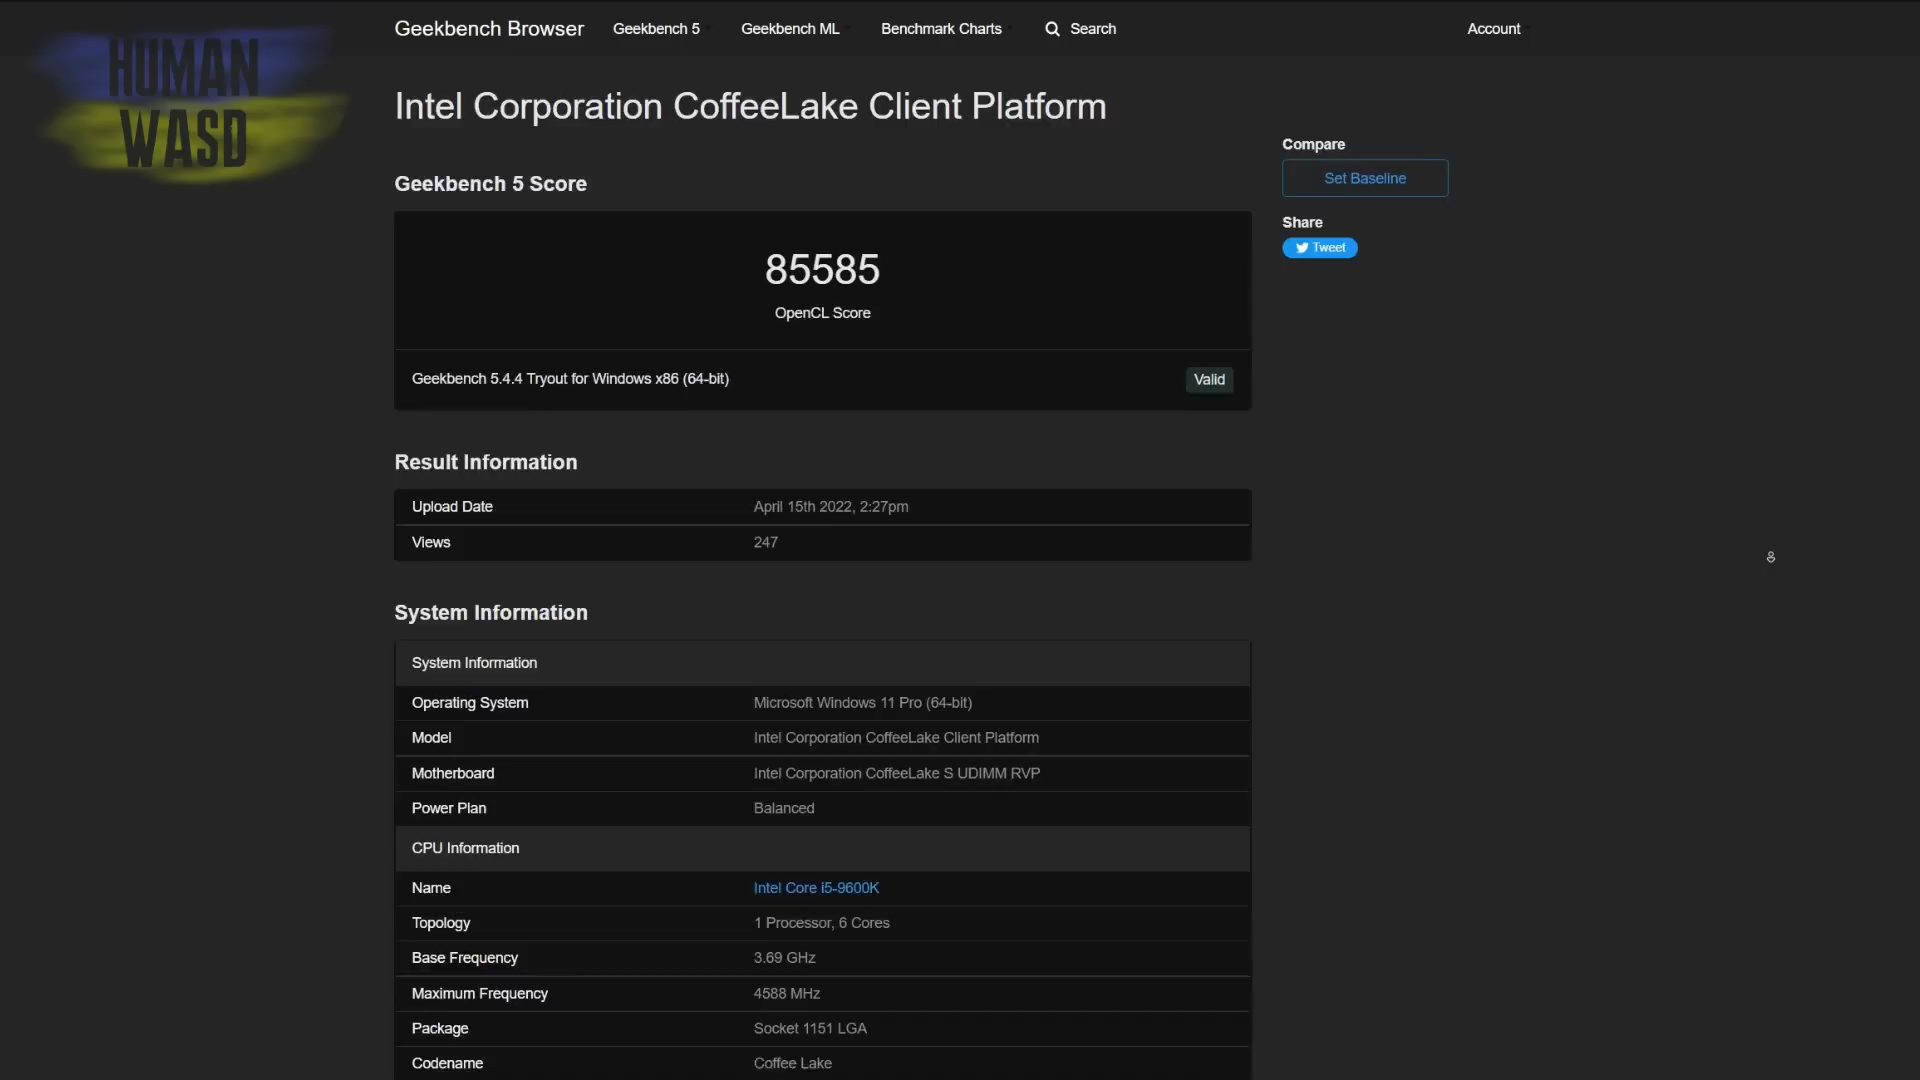 HUMAN
WASD
Geekbench Browser Geekbench 5 Geekbench ML Benchmark Charts Search Account
Intel Corporation CoffeeLake Client Platform
Compare
Set Baseline
Share
Tweet
Geekbench 5 Score
85585
OpenCL Score
Geekbench 5.4.4 Tryout for Windows x86 (64-bit) Valid
Result Information
Upload Date April 15th 2022, 2:27pm
Views 247
System Information
System Information
Operating System Microsoft Windows 11 Pro (64-bit)
Model Intel Corporation CoffeeLake Client Platform
Motherboard Intel Corporation CoffeeLake S UDIMM RVP
Power Plan Balanced
CPU Information
Name Intel Core i5-9600K
Topology 1 Processor, 6 Cores
Base Frequency 3.69 GHz
Maximum Frequency 4588 MHz
Package Socket 1151 LGA
Codename Coffee Lake